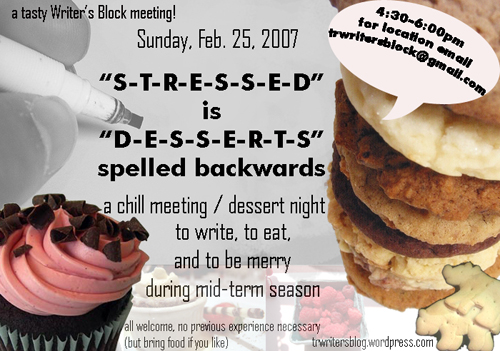 a tasty Writer's Block meeting!
Sunday, Feb. 25, 2007
4:30-6:00pm
for location email
trwritersblock@gmail.com
"S-T-R-E-S-S-E-D"
is
"D-E-S-S-E-R-T-S"
spelled backwards
a chill meeting / dessert night
to write, to eat,
and to be merry
during mid-term season
all welcome, no previous experience necessary
(but bring food if you like)
trwritersblog.wordpress.com